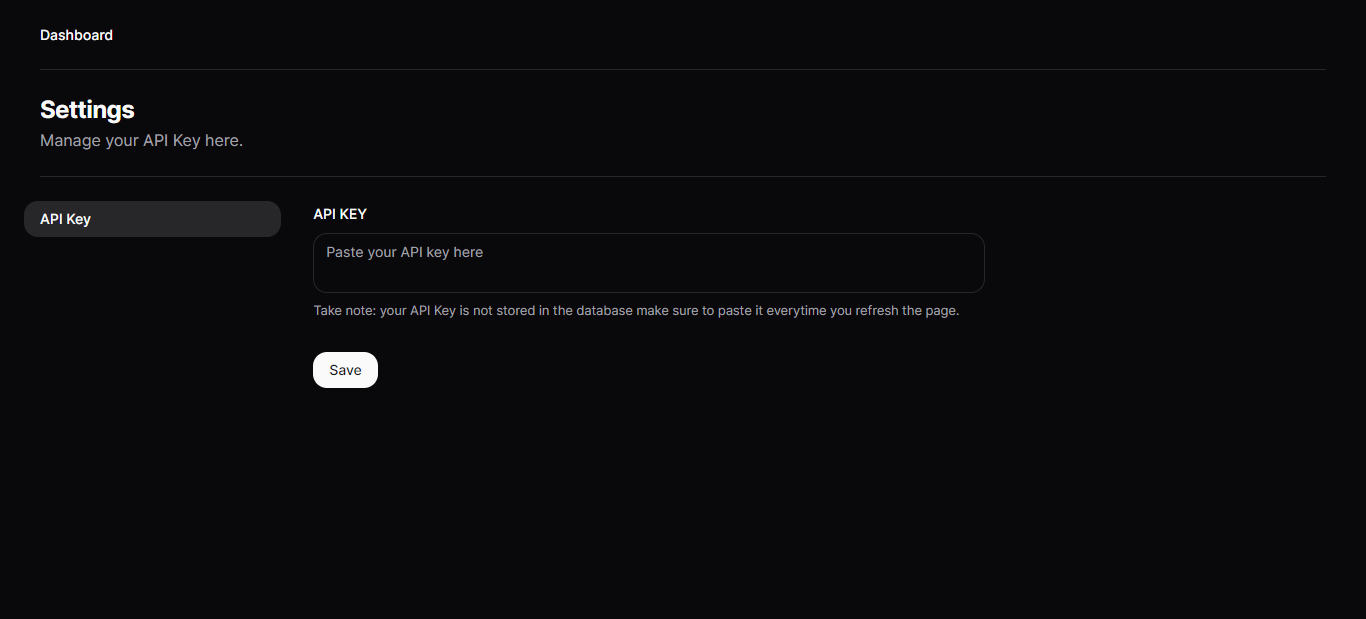 Dashboard
Settings
Manage your API Key here.
API Key
API KEY
Paste your API key here
Take note: your API Key is not stored in the database make sure to paste it everytime you refresh the page.
Save